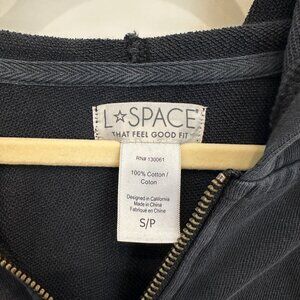 L☆SPACE
THAT FEEL GOOD FIT
RN# 130061
100% Cotton /
Coton
Designed in California
Made in China
Fabriqué en Chine
S/P